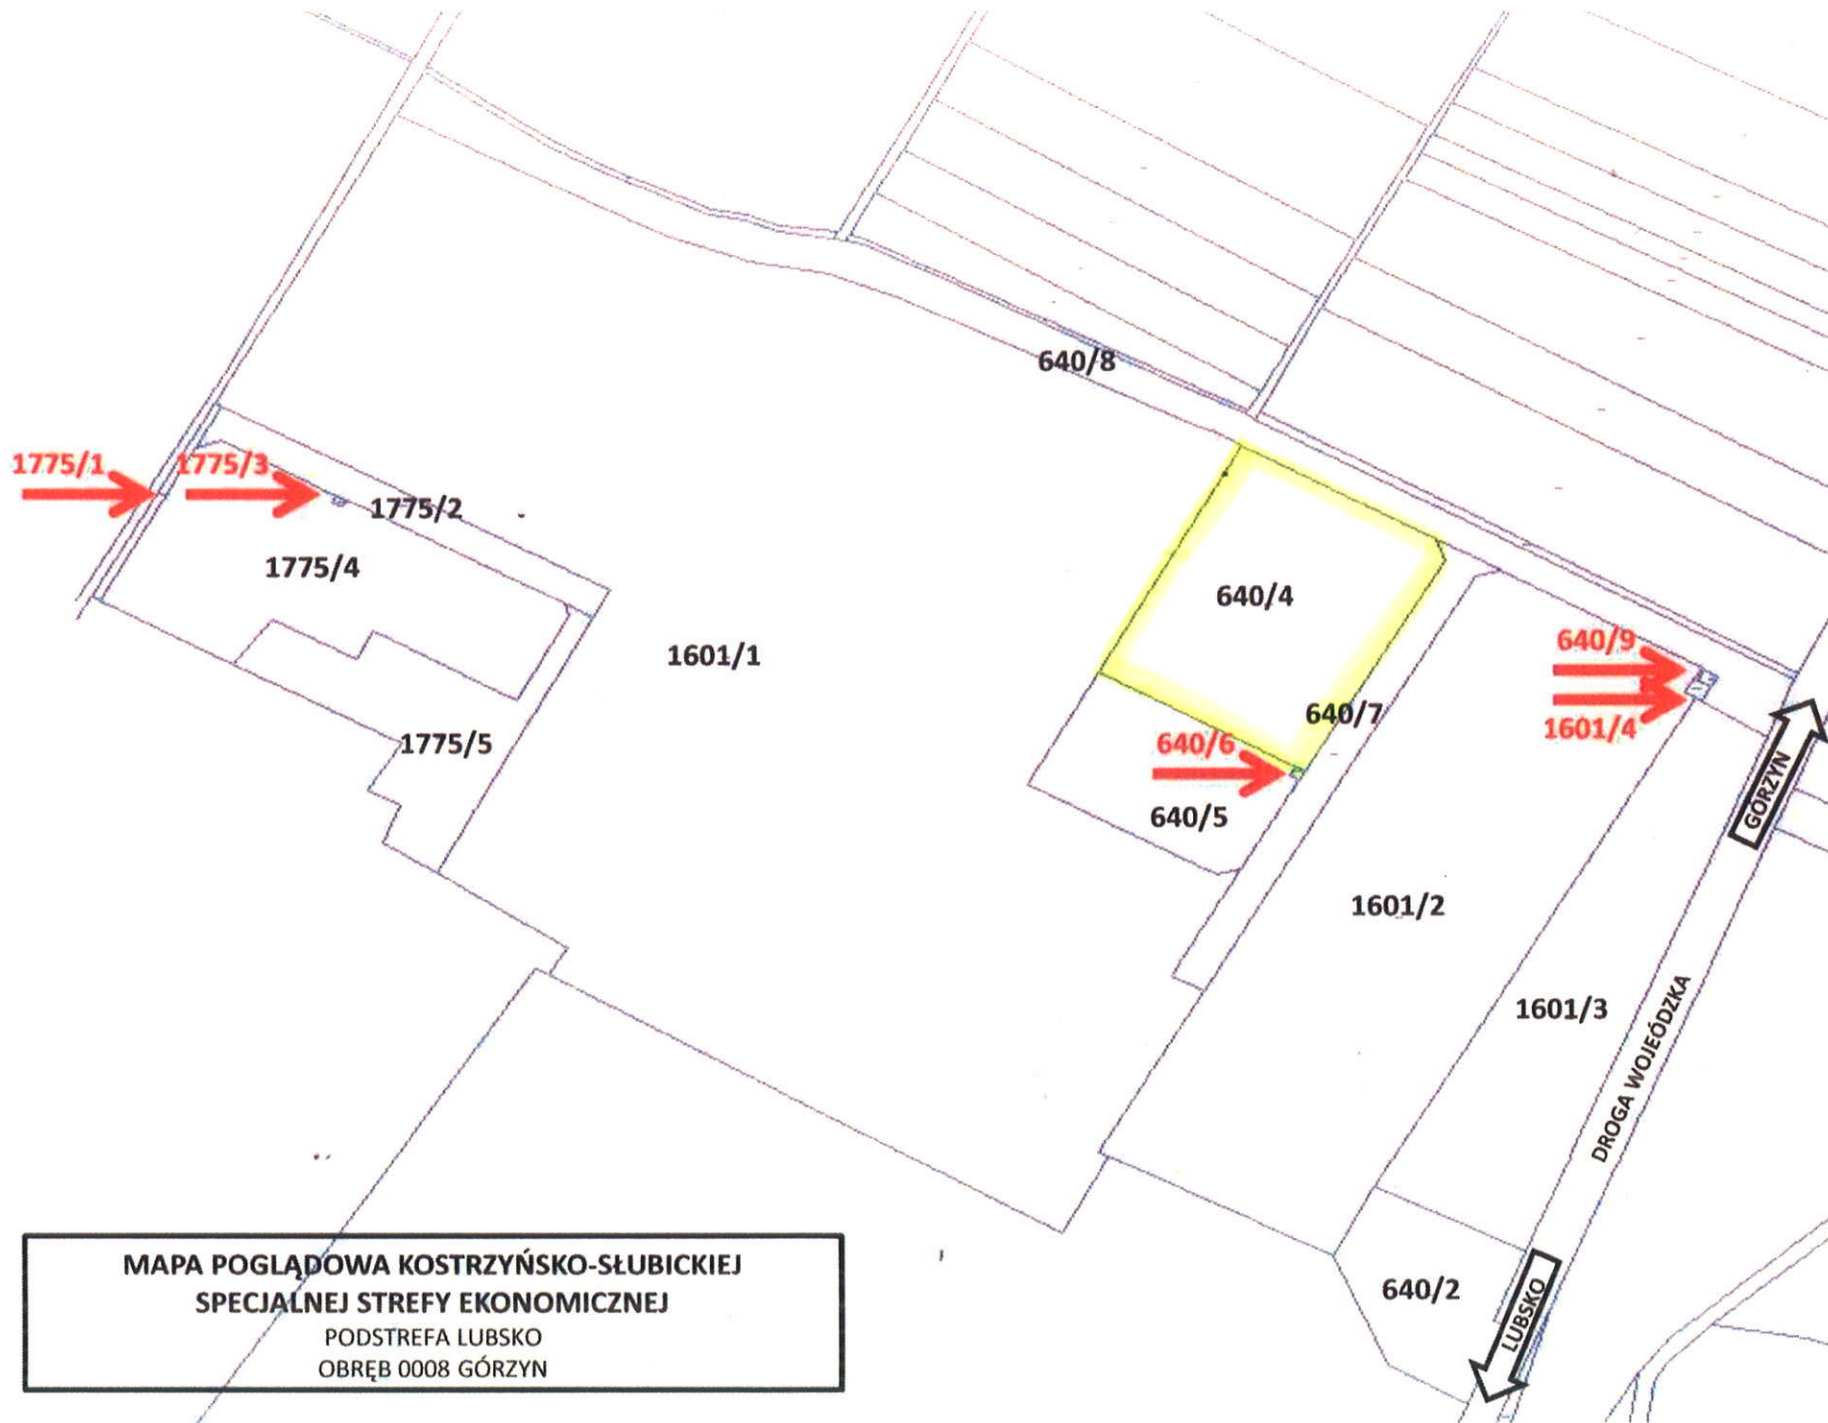 640/8
1775/1
1775/3
1775/2
1775/4
640/4
640/9
1601/1
640/7
1601/4
640/6
1775/5
640/5
GÓRZYN
1601/2
1601/3
DROGA WOJEÓDZKA
640/2
LUBSKO
MAPA POGLĄDOWA KOSTRZYŃSKO-SŁUBICKIEJ
SPECJALNEJ STREFY EKONOMICZNEJ
PODSTREFA LUBSKO
OBRĘB 0008 GÓRZYN